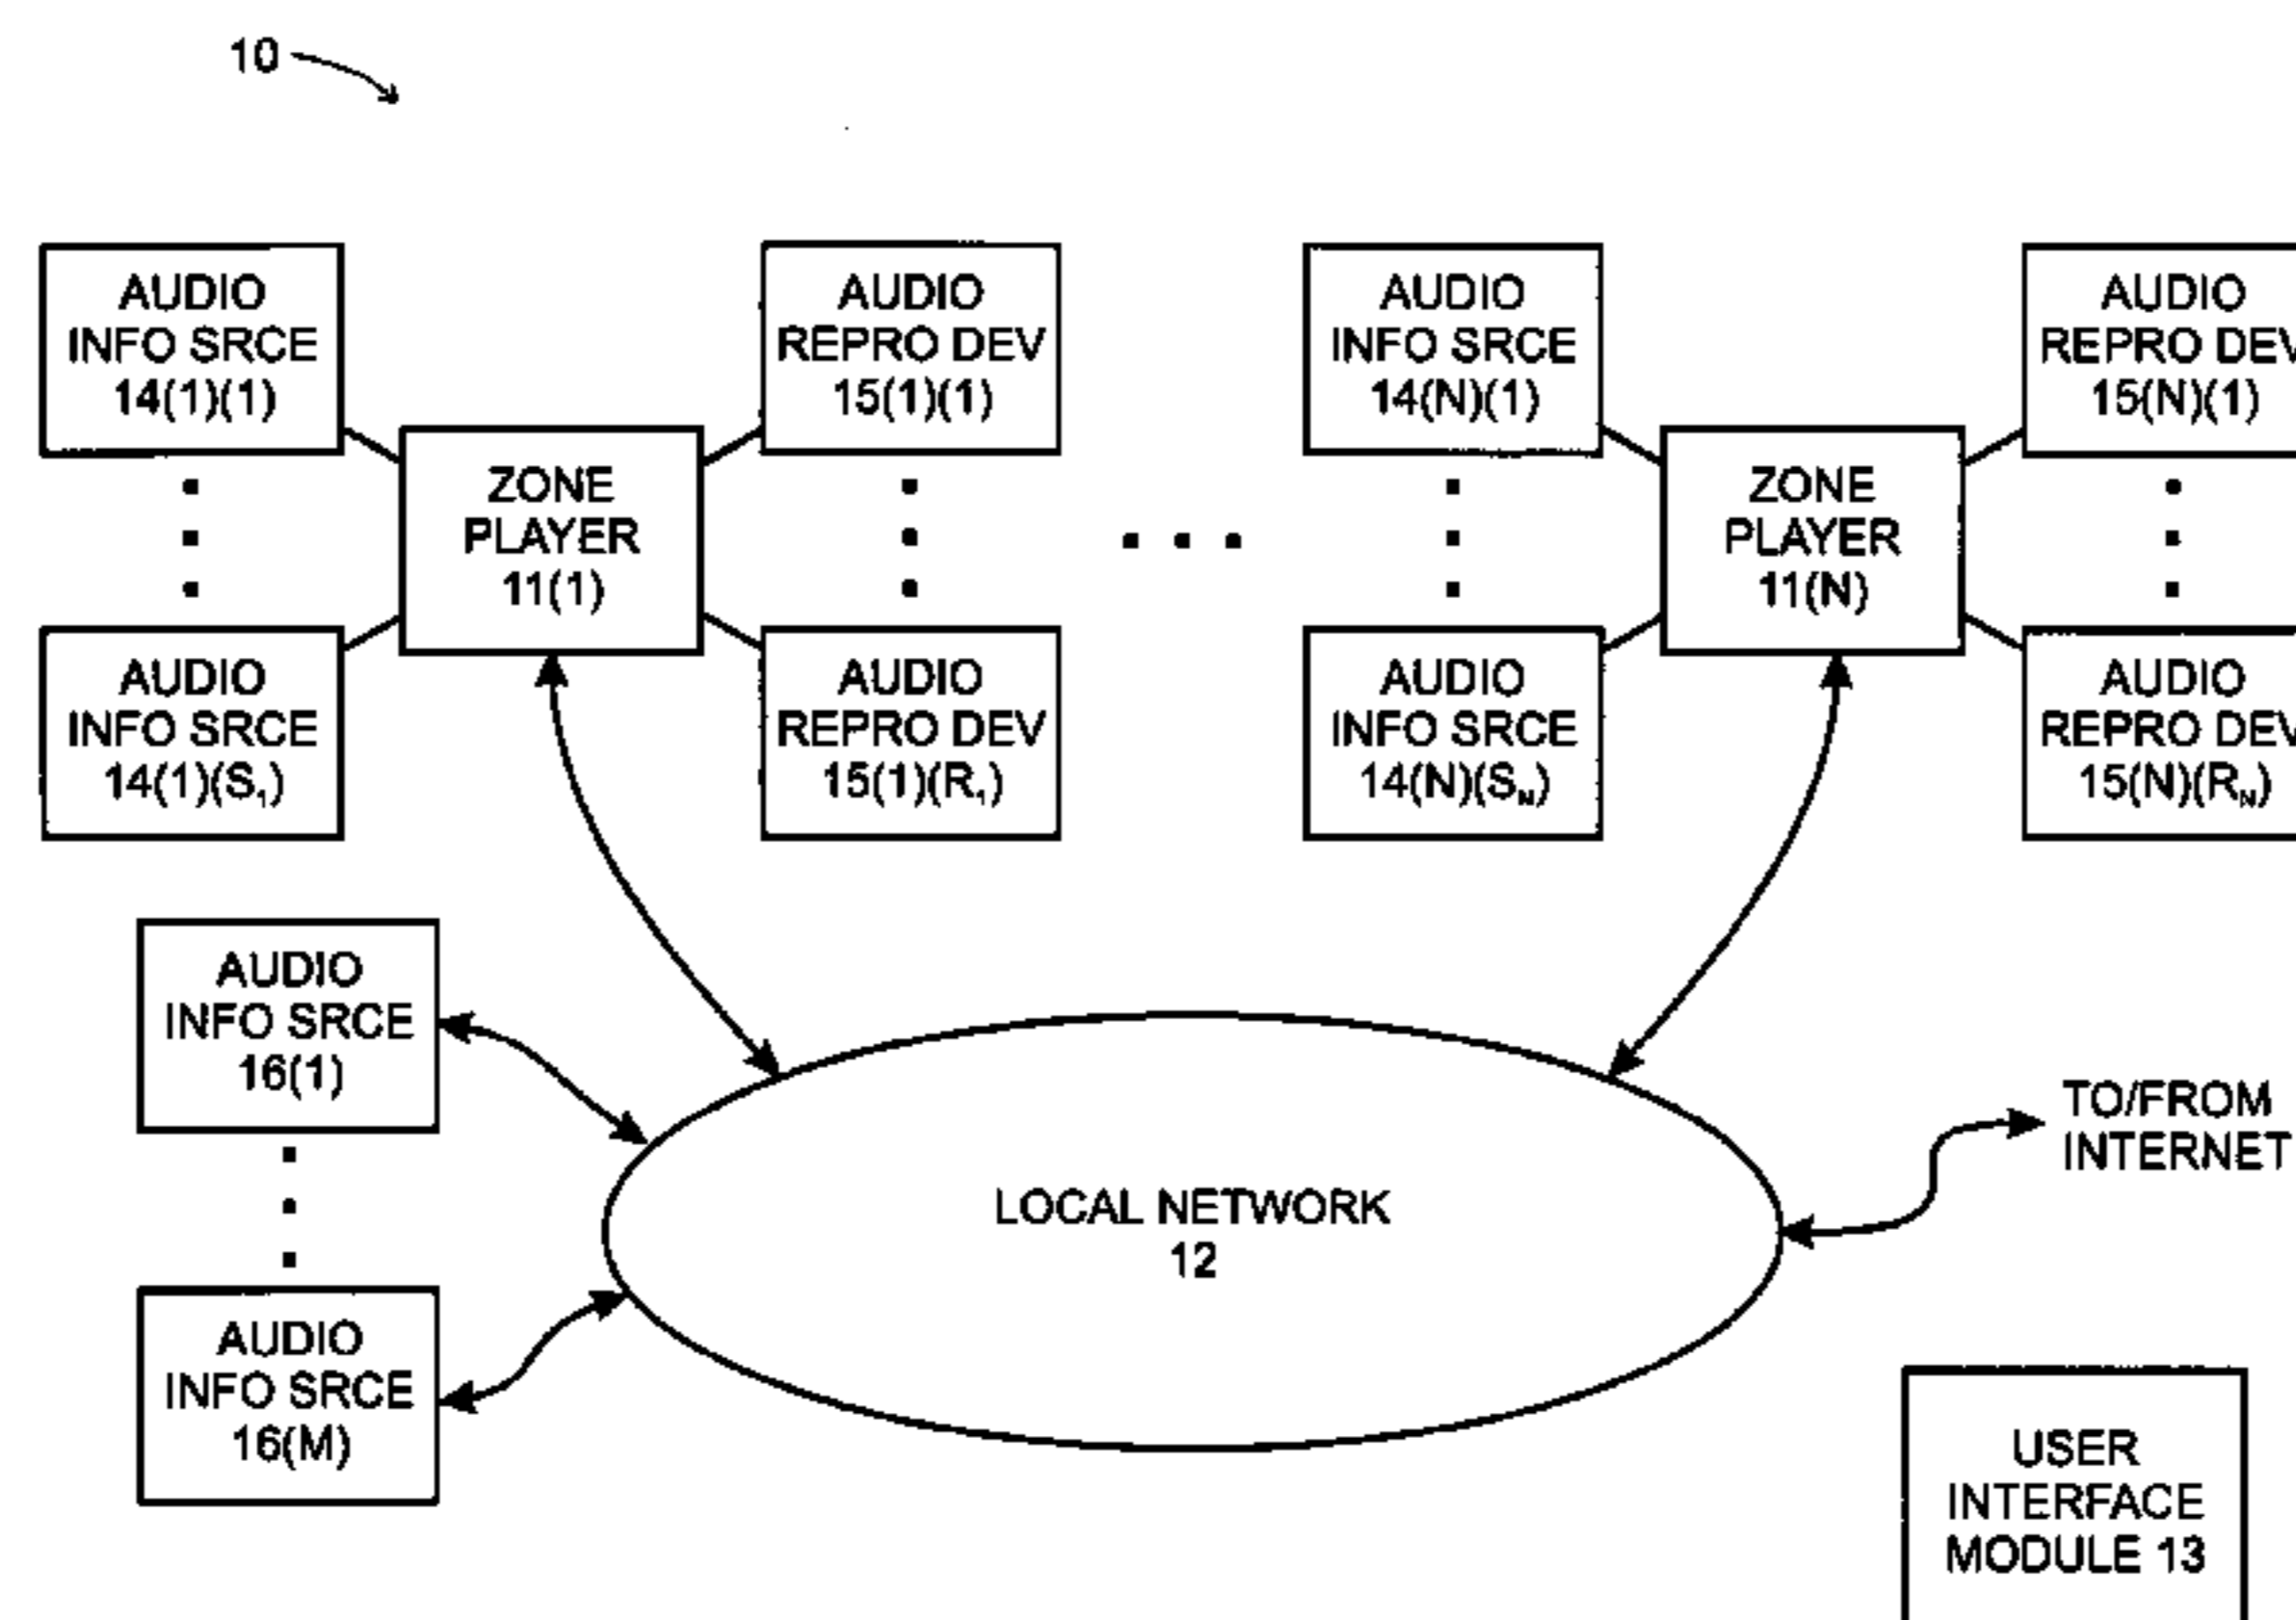 10
AUDIO
INFO SRCE
14(1)(1)
AUDIO
REPRO DEV
15(1)(1)
AUDIO
INFO SRCE
14(N)(1)
AUDIO
REPRO DEV
15(N)(1)
ZONE
PLAYER
11(1)
ZONE
PLAYER
11(N)
AUDIO
INFO SRCE
14(1)(S₁)
AUDIO
REPRO DEV
15(1)(R₁)
AUDIO
INFO SRCE
14(N)(Sₙ)
AUDIO
REPRO DEV
15(N)(Rₙ)
AUDIO
INFO SRCE
16(1)
TO/FROM
INTERNET
LOCAL NETWORK
12
AUDIO
INFO SRCE
16(M)
USER
INTERFACE
MODULE 13